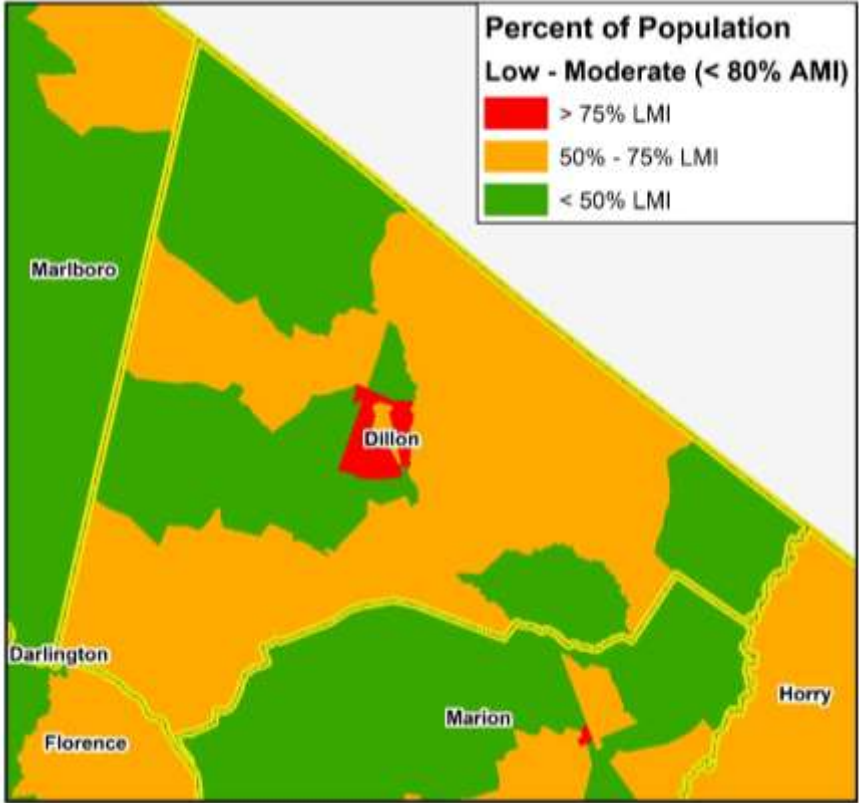 Percent of Population
Low - Moderate (< 80% AMI)
> 75% LMI
50% - 75% LMI
< 50% LMI
Marlboro
Dillon
Darlington
Horry
Marion
Florence